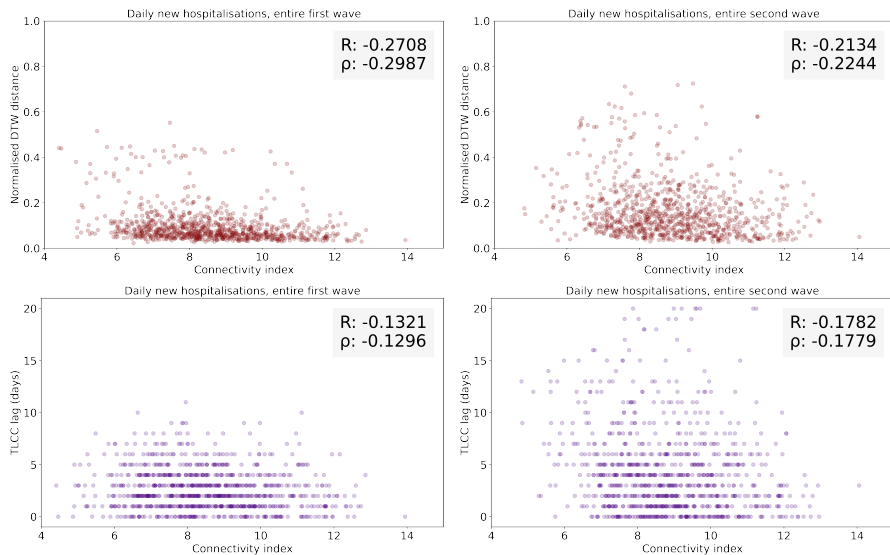 Daily new hospitalisations, entire first wave
R: -0.2708
ρ: -0.2987
Normalised DTW distance
1.0
0.8
0.6
0.4
0.2
0.0
4 6 8 10 12 14
Connectivity index
Daily new hospitalisations, entire second wave
R: -0.2134
ρ: -0.2244
Normalised DTW distance
1.0
0.8
0.6
0.4
0.2
0.0
4 6 8 10 12 14
Connectivity index
Daily new hospitalisations, entire first wave
R: -0.1321
ρ: -0.1296
TLCC lag (days)
20
15
10
5
0
4 6 8 10 12 14
Connectivity index
Daily new hospitalisations, entire second wave
R: -0.1782
ρ: -0.1779
TLCC lag (days)
20
15
10
5
0
4 6 8 10 12 14
Connectivity index